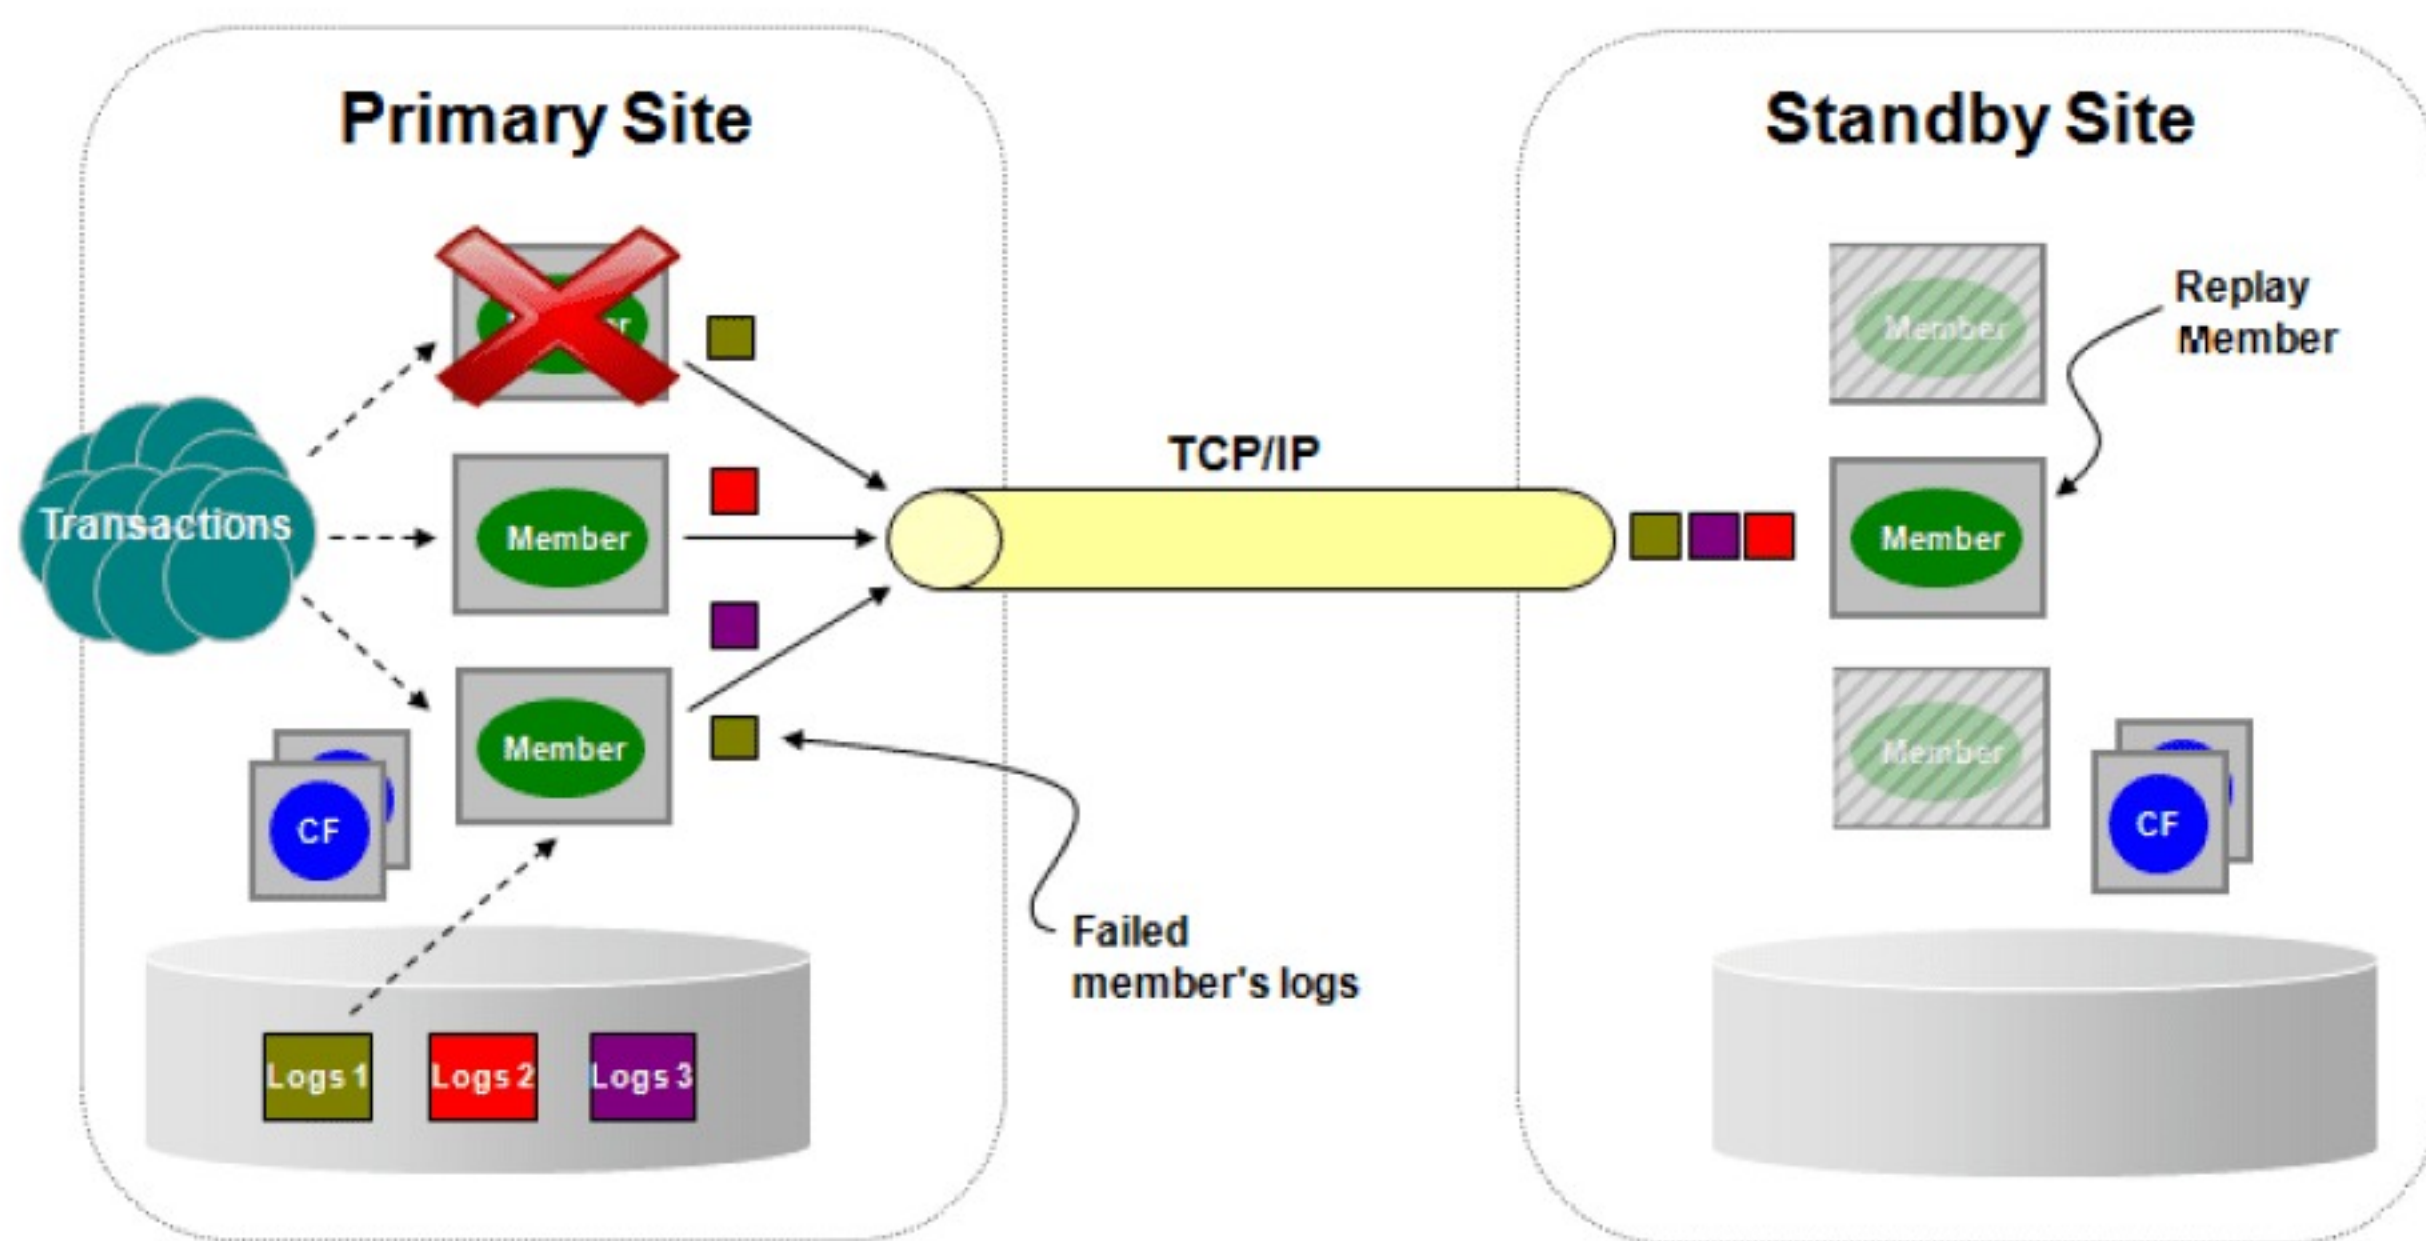 Primary Site
Standby Site
Replay
Member
Member
TCP/IP
Transactions
Member
Member
Member
Member
CF
CF
Failed
member's logs
Logs 1
Logs 2
Logs 3